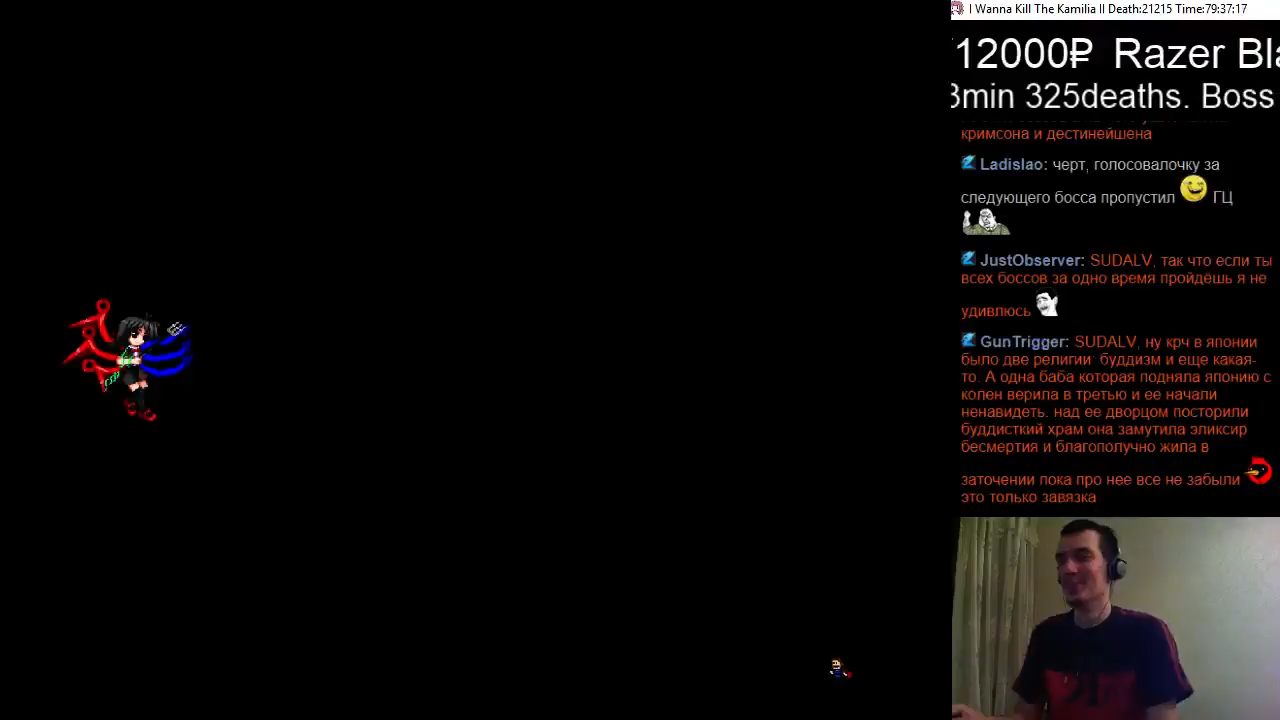 I Wanna Kill The Kamilia II Death:21215 Time:79:37:17
12000₽ Razer Bla
3min 325deaths. Boss
кримсона и дестинейшена
Ladislao: черт, голосовалочку за
следующего босса пропустил ГЦ
JustObserver: SUDALV, так что если ты
всех боссов за одно время пройдёшь я не
удивлюсь
GunTrigger: SUDALV, ну крч в японии
было две религии буддизм и еще какая-
то. А одна баба которая подняла японию с
колен верила в третью и ее начали
ненавидеть. над ее дворцом посторили
буддисткий храм она замутила эликсир
бесмертия и благополучно жила в
заточении пока про нее все не забыли
это только завязка